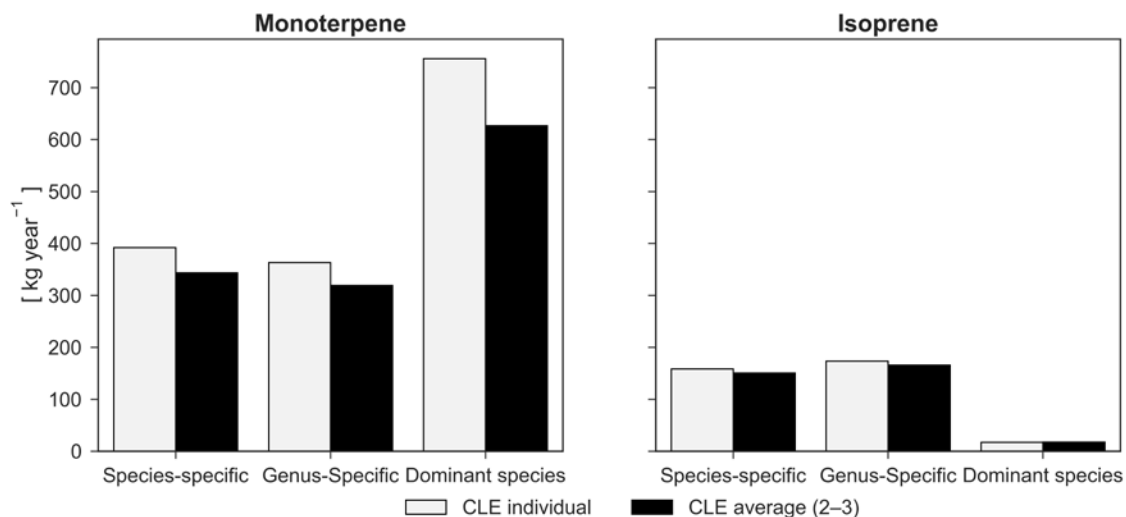 Monoterpene
Isoprene
[ kg year⁻¹ ]
700
600
500
400
300
200
100
0
Species-specific Genus-Specific Dominant species
Species-specific Genus-Specific Dominant species
CLE individual CLE average (2–3)